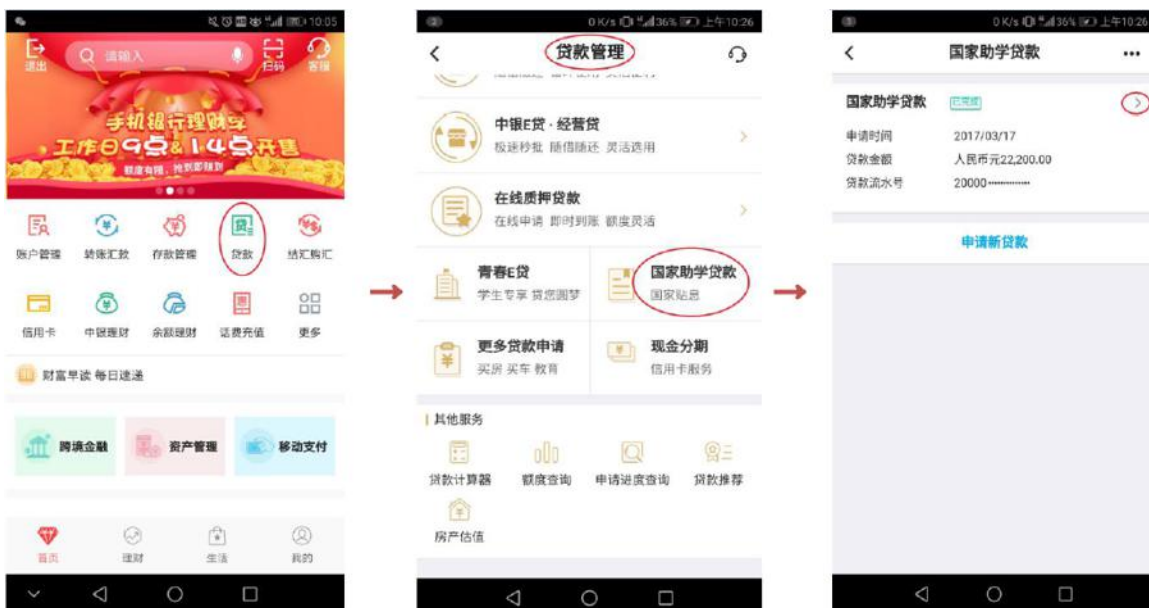 10:05
退出
请输入
扫码
客服
手机银行理财享
工作日9点&14点开售
额度有限，抢到即赚到
账户管理
转账汇款
存款管理
贷款
结汇购汇
信用卡
中银理财
余额理财
话费充值
更多
财富早读 每日速递
跨境金融
资产管理
移动支付
首页
理财
生活
我的
0K/s 36% 上午10:26
贷款管理
中银E贷·经营贷
极速秒批 随借随还 灵活选用
在线质押贷款
在线申请 即时到账 额度灵活
青春E贷
学生专享 贷您圆梦
国家助学贷款
国家贴息
更多贷款申请
买房 买车 教育
现金分期
信用卡服务
其他服务
贷款计算器
额度查询
申请进度查询
贷款推荐
房产估值
0K/s 36% 上午10:26
国家助学贷款
国家助学贷款 已完成
申请时间 2017/03/17
贷款金额 人民币元22,200.00
贷款流水号 20000
申请新贷款